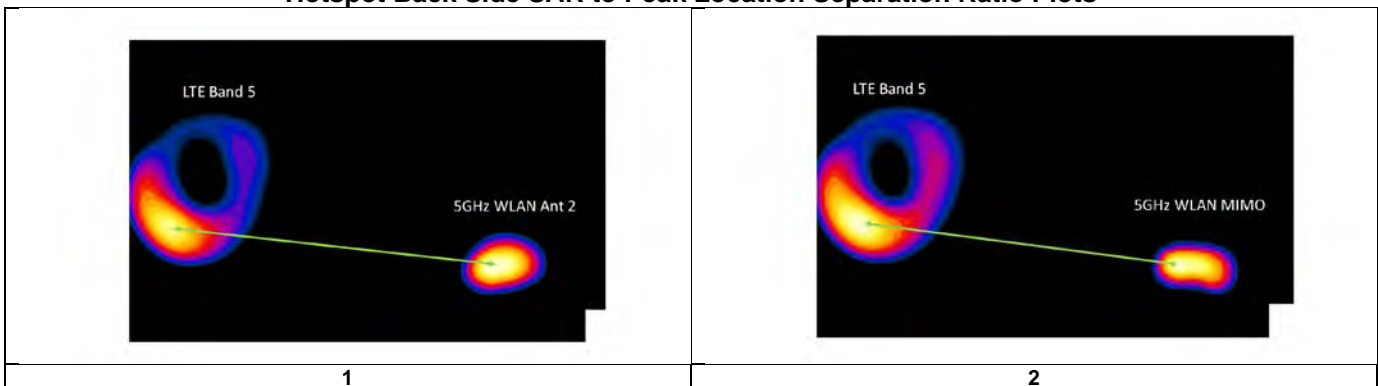 Hotspot Back Side SAR to Peak Location Separation Ratio Plots
LTE Band 5
5GHz WLAN Ant 2
LTE Band 5
5GHz WLAN MIMO
1
2